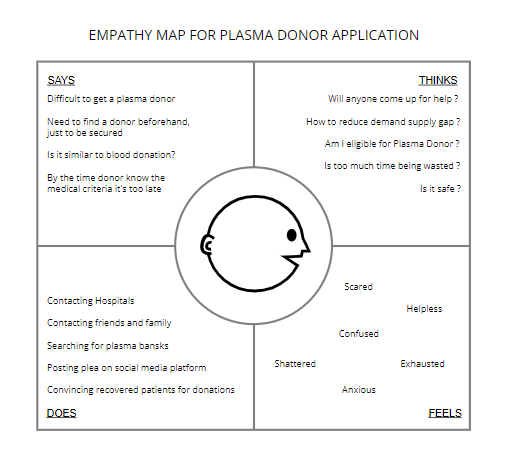 EMPATHY MAP FOR PLASMA DONOR APPLICATION
SAYS
Difficult to get a plasma donor
Need to find a donor beforehand,
just to be secured
Is it similar to blood donation?
By the time donor know the
medical criteria it's too late
THINKS
Will anyone come up for help ?
How to reduce demand supply gap ?
Am I eligible for Plasma Donor ?
Is too much time being wasted ?
Is it safe ?
Contacting Hospitals
Contacting friends and family
Searching for plasma bansks
Posting plea on social media platform
Convincing recovered patients for donations
DOES
Scared
Helpless
Confused
Shattered
Exhausted
Anxious
FEELS